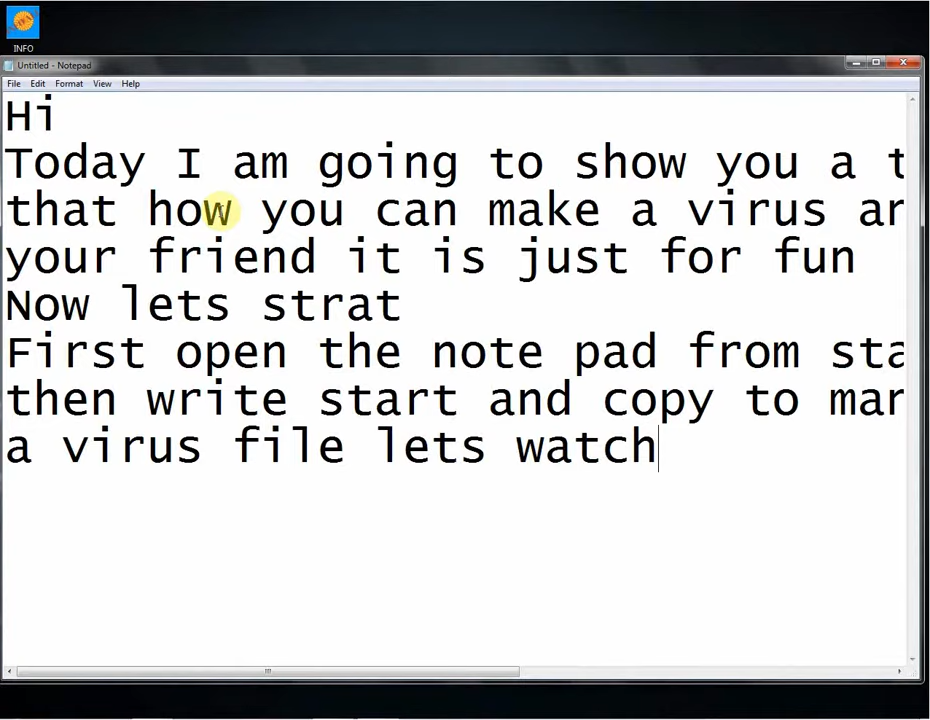 INFO
Untitled - Notepad
File Edit Format View Help
Hi
Today I am going to show you a
that how you can make a virus
your friend it is just for fun
Now lets strat
First open the note pad from
then write start and copy to
a virus file lets watch